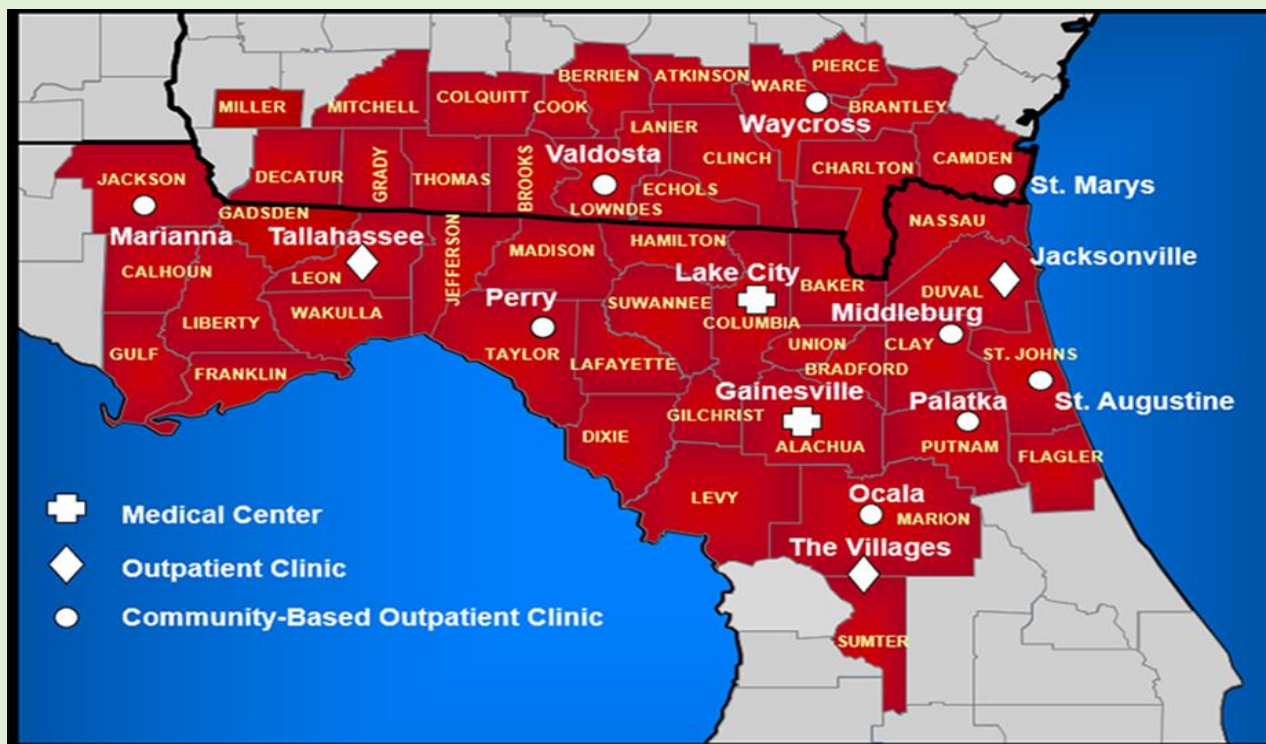 BERRIEN
ATKINSON
PIERCE
WARE
MILLER
MITCHELL
COLQUITT
COOK
BRANTLEY
Waycross
LANIER
Valdosta
CLINCH
CHARLTON
CAMDEN
JACKSON
DECATUR
GRADY
THOMAS
BROOKS
ECHOLS
St. Marys
LOWNDES
GADSDEN
NASSAU
Marianna
Tallahassee
JEFFERSON
MADISON
HAMILTON
CALHOUN
LEON
Lake City
BAKER
Jacksonville
DUVAL
Perry
SUWANNEE
WAKULLA
LIBERTY
COLUMBIA
Middleburg
UNION
CLAY
GULF
TAYLOR
LAFAYETTE
ST. JOHNS
FRANKLIN
BRADFORD
Gainesville
Palatka
St. Augustine
GILCHRIST
DIXIE
ALACHUA
PUTNAM
FLAGLER
LEVY
Ocala
MARION
The Villages
SUMTER
Medical Center
Outpatient Clinic
Community-Based Outpatient Clinic